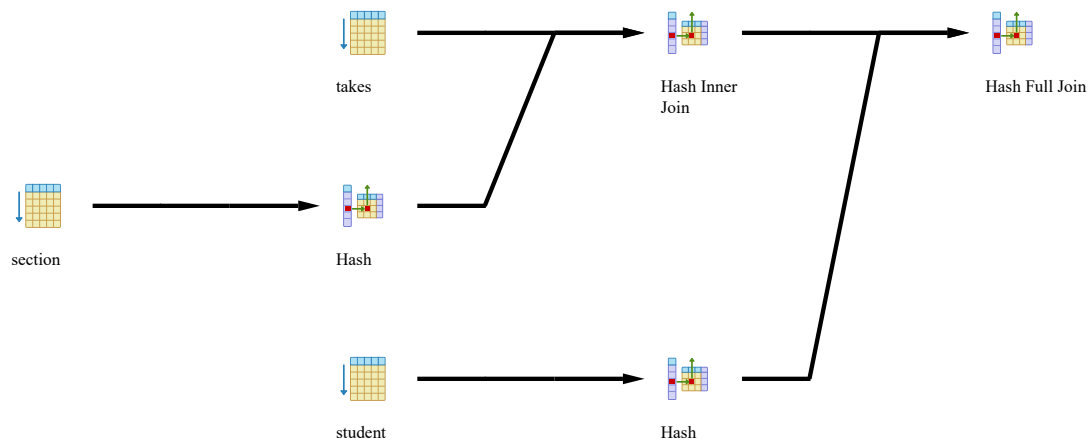 takes
Hash Inner
Join
Hash Full Join
section
Hash
student
Hash